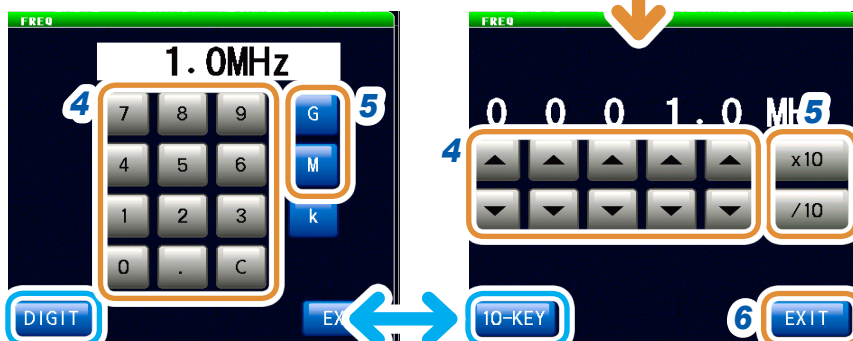 FREQ
1.0MHz
4 7 8 9 G 5
4 5 6 M
1 2 3 k
0 . C
DIGIT EX
FREQ
0 0 0 1.0 M 5
4 x10
/10
10-KEY 6 EXIT